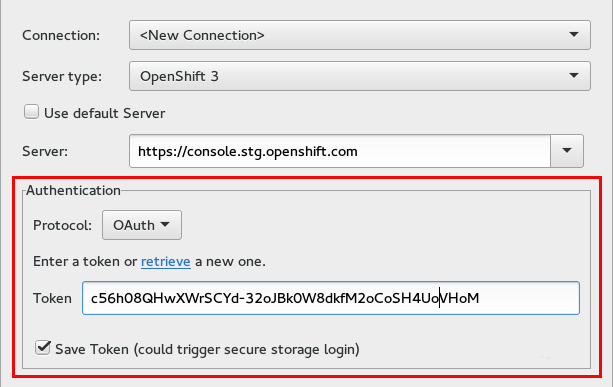 Connection: <New Connection>
Server type: OpenShift 3
Use default Server
Server: https://console.stg.openshift.com
Authentication
Protocol: OAuth
Enter a token or retrieve a new one.
Token c56h08QHwXWrSCYd-32oJBk0W8dkfM2oCoSH4UoVHoM
Save Token (could trigger secure storage login)